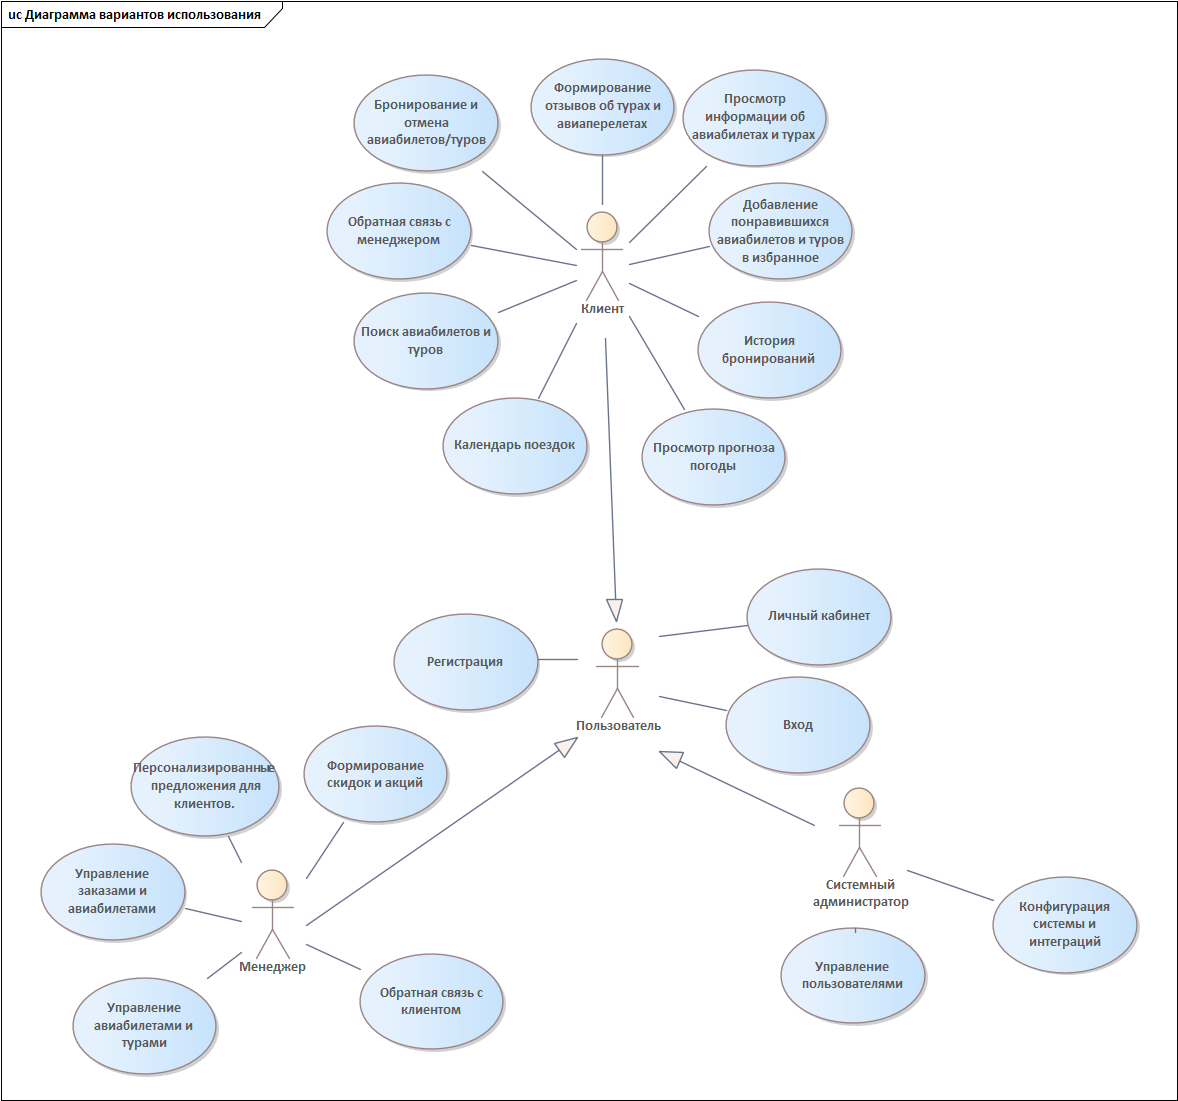 uc Диаграмма вариантов использования
Бронирование и
отмена
авиабилетов/туров
Формирование
отзывов об турах и
авиаперелетах
Просмотр
информации об
авиабилетах и турах
Обратная связь с
менеджером
Добавление
понравившихся
авиабилетов и туров
в избранное
Клиент
Поиск авиабилетов и
туров
История
бронирований
Календарь поездок
Просмотр прогноза
погоды
Личный кабинет
Регистрация
Пользователь
Вход
Персонализированные
предложения для
клиентов.
Формирование
скидок и акций
Управление
заказами и
авиабилетами
Системный
администратор
Конфигурация
системы и
интеграций
Менеджер
Управление
пользователями
Обратная связь с
клиентом
Управление
авиабилетами и
турами